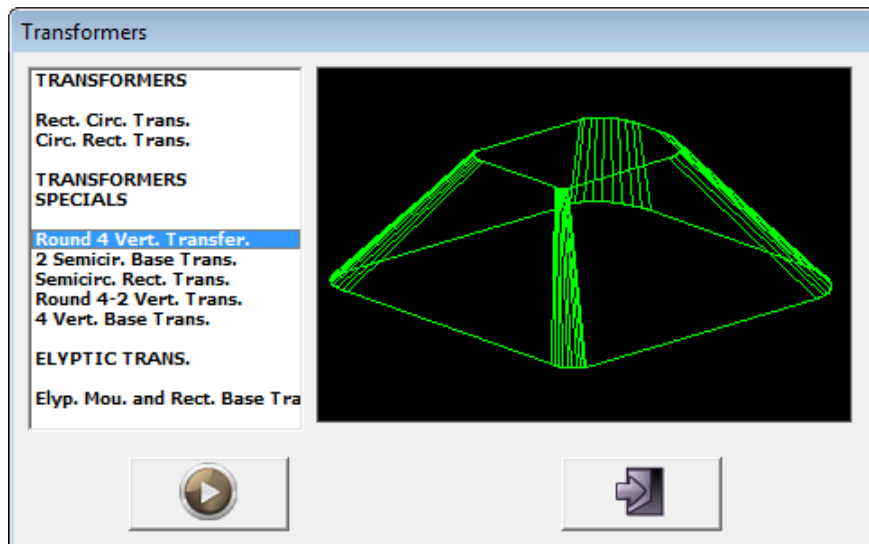 Transformers
TRANSFORMERS
Rect. Circ. Trans.
Circ. Rect. Trans.
TRANSFORMERS
SPECIALS
Round 4 Vert. Transfer.
2 Semicir. Base Trans.
Semicirc. Rect. Trans.
Round 4-2 Vert. Trans.
4 Vert. Base Trans.
ELYPTIC TRANS.
Elyp. Mou. and Rect. Base Tra